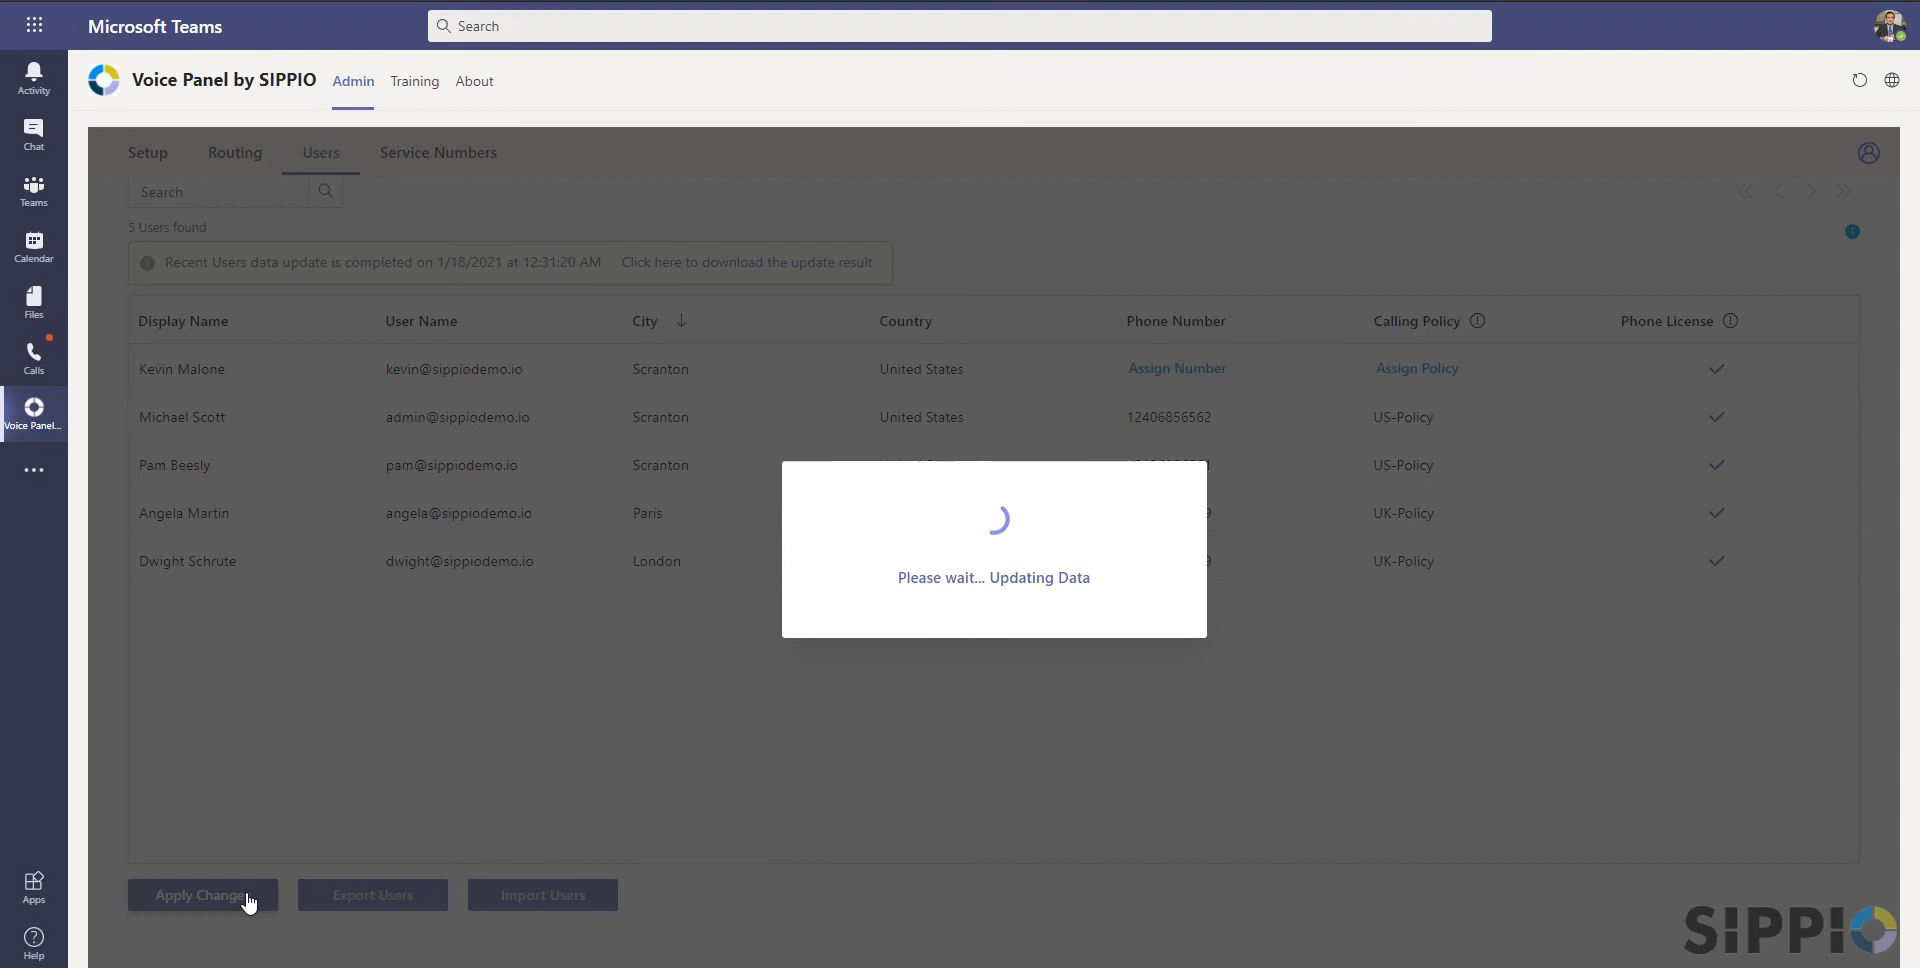 Microsoft Teams
Search
Activity
Chat
Teams
Calendar
Files
Calls
Voice Panel...
Apps
Help
Voice Panel by SIPPIO Admin Training About
Setup Routing Users Service Numbers
Search
5 Users found
Recent Users data update is completed on 1/18/2021 at 12:31:20 AM Click here to download the update result
Display Name User Name City Country Phone Number Calling Policy Phone License
Kevin Malone kevin@sippiodemo.io Scranton United States Assign Number Assign Policy
Michael Scott admin@sippiodemo.io Scranton United States 12406856562 US-Policy
Pam Beesly pam@sippiodemo.io Scranton US-Policy
Angela Martin angela@sippiodemo.io Paris 9 UK-Policy
Dwight Schrute dwight@sippiodemo.io London 9 UK-Policy
Please wait... Updating Data
Apply Change Export Users Import Users
SIPPIO